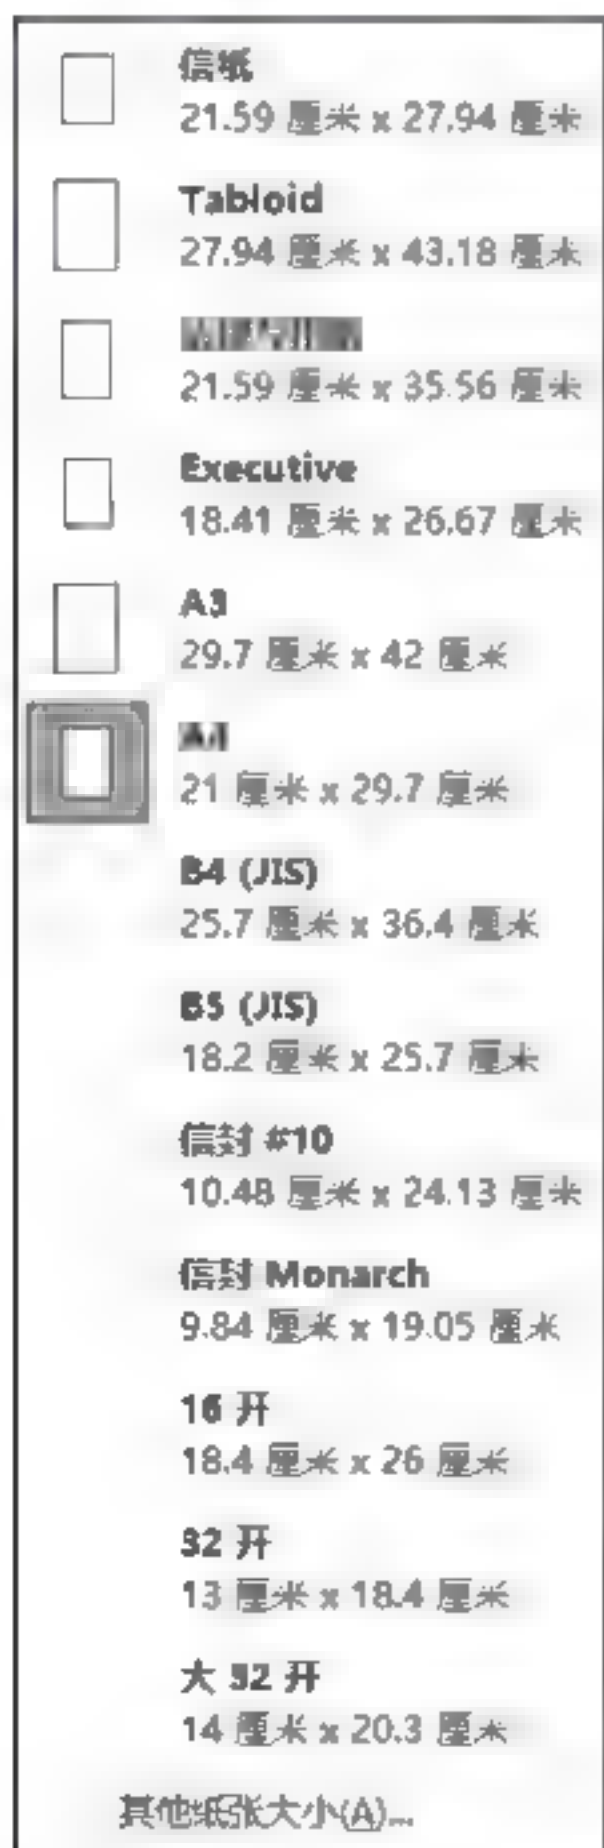 信纸
21.59 厘米 x 27.94 厘米
Tabloid
27.94 厘米 x 43.18 厘米
21.59 厘米 x 35.56 厘米
Executive
18.41 厘米 x 26.67 厘米
A3
29.7 厘米 x 42 厘米
A4
21 厘米 x 29.7 厘米
B4 (JIS)
25.7 厘米 x 36.4 厘米
B5 (JIS)
18.2 厘米 x 25.7 厘米
信封 #10
10.48 厘米 x 24.13 厘米
信封 Monarch
9.84 厘米 x 19.05 厘米
16 开
18.4 厘米 x 26 厘米
32 开
13 厘米 x 18.4 厘米
大 32 开
14 厘米 x 20.3 厘米
其他纸张大小(A)...